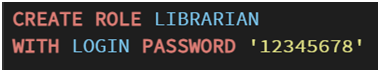 CREATE ROLE LIBRARIAN
WITH LOGIN PASSWORD '12345678'